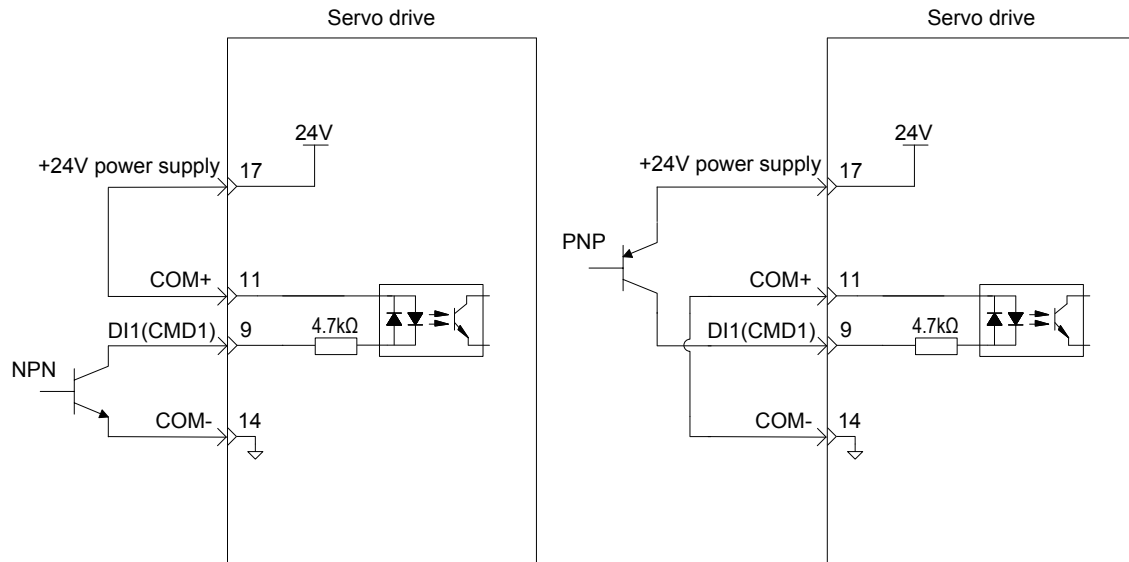 Servo drive
24V
+24V power supply
17
COM+
11
DI1(CMD1)
9
4.7kΩ
NPN
COM-
14
Servo drive
24V
+24V power supply
17
PNP
COM+
11
DI1(CMD1)
9
4.7kΩ
COM-
14